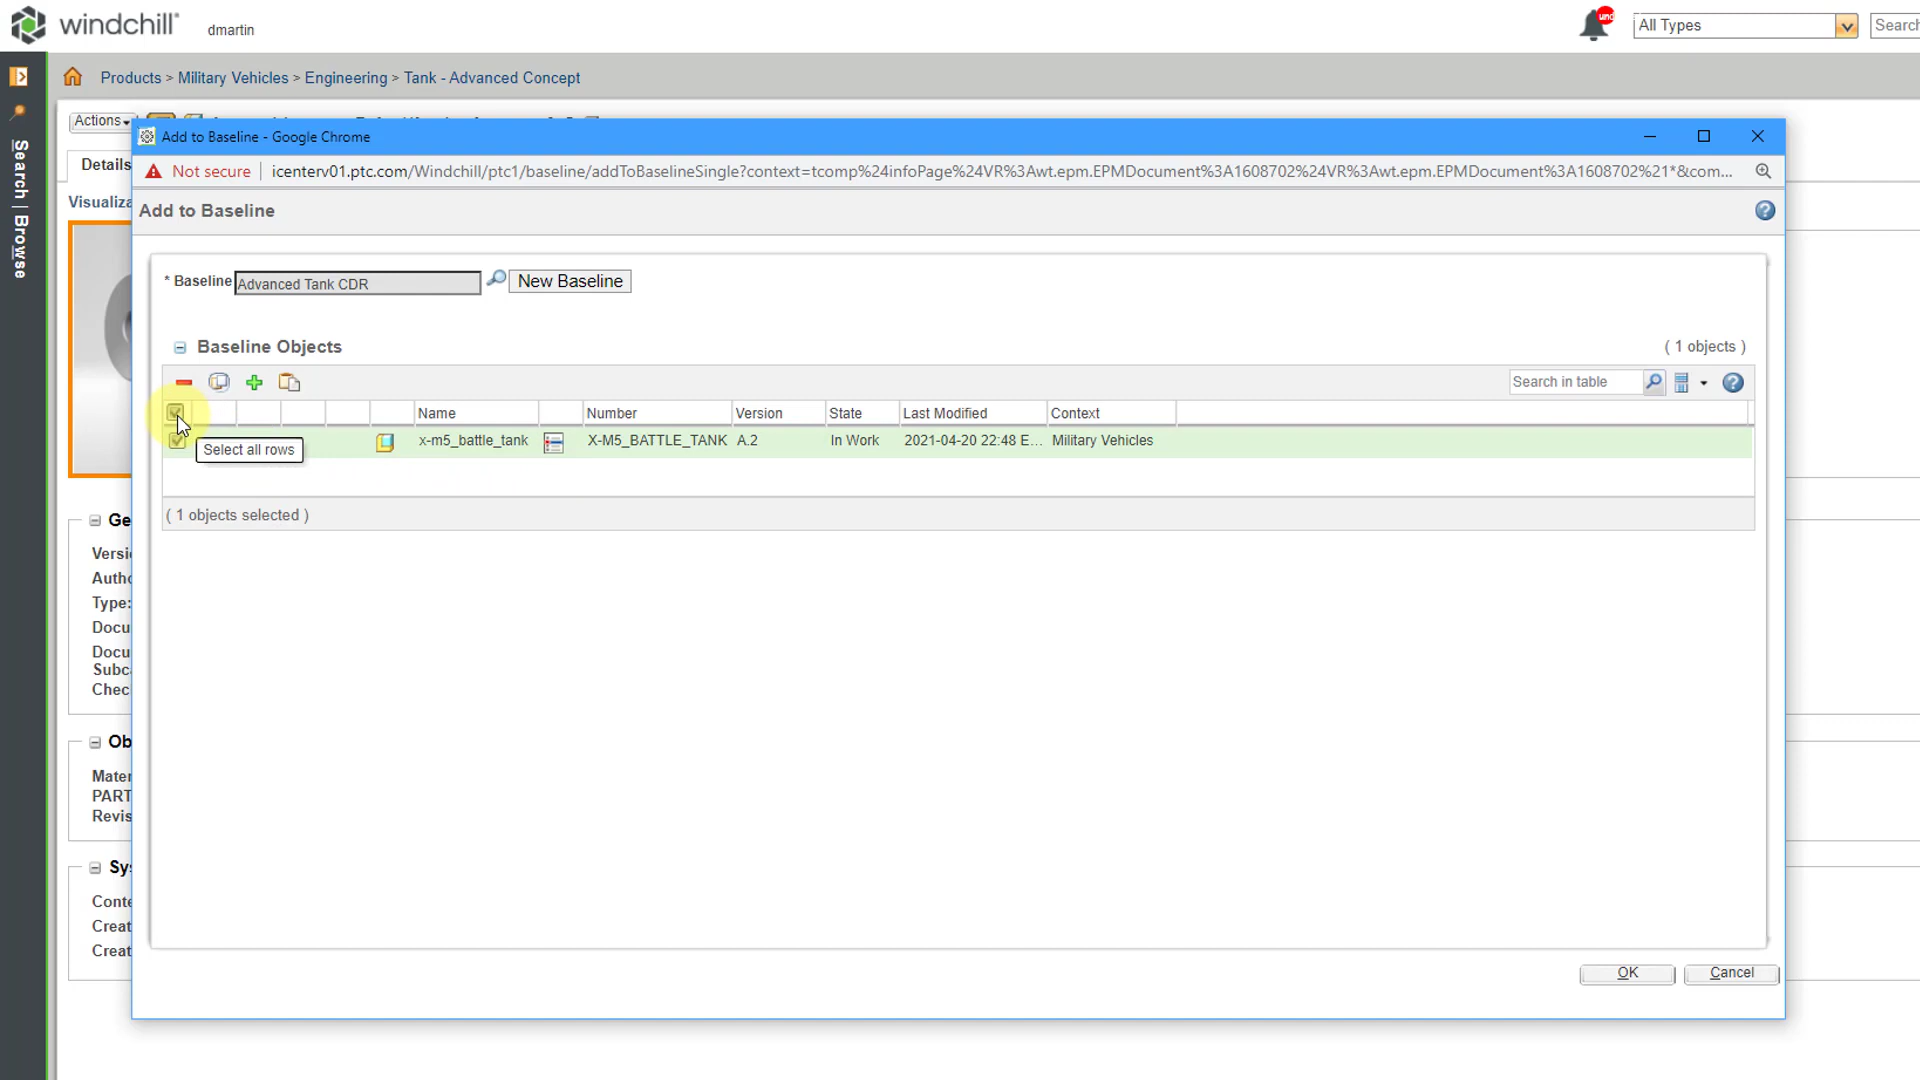 windchill®
dmartin
All Types
Search
Products > Military Vehicles > Engineering > Tank - Advanced Concept
Actions
Add to Baseline - Google Chrome
Details
Not secure
icenterv01.ptc.com/Windchill/ptc1/baseline/addToBaselineSingle?context=tcomp%24infoPage%24VR%3Awt.epm.EPMDocument%3A1608702%24VR%3Awt.epm.EPMDocument%3A1608702%21*&com...
Search | Browse
Visualiza
Add to Baseline
* Baseline
Advanced Tank CDR
New Baseline
Baseline Objects
( 1 objects )
Search in table
Name Number Version State Last Modified Context
x-m5_battle_tank X-M5_BATTLE_TANK A.2 In Work 2021-04-20 22:48 E... Military Vehicles
Select all rows
( 1 objects selected )
Ge
Versi
Autho
Type:
Docu
Docu
Subca
Chec
Ob
Mater
PART
Revis
Sys
Conte
Creat
Creat
OK
Cancel